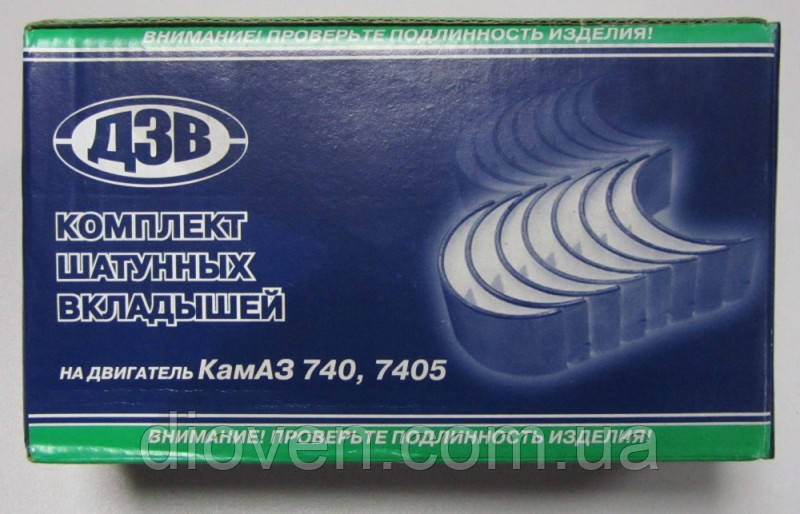 ВНИМАНИЕ! ПРОВЕРЬТЕ ПОДЛИННОСТЬ ИЗДЕЛИЯ!
ДЗВ
КОМПЛЕКТ
ШАТУННЫХ
ВКЛАДЫШЕЙ
НА ДВИГАТЕЛЬ КамАЗ 740, 7405
ВНИМАНИЕ! ПРОВЕРЬТЕ ПОДЛИННОСТЬ ИЗДЕЛИЯ!
dioven.com.ua